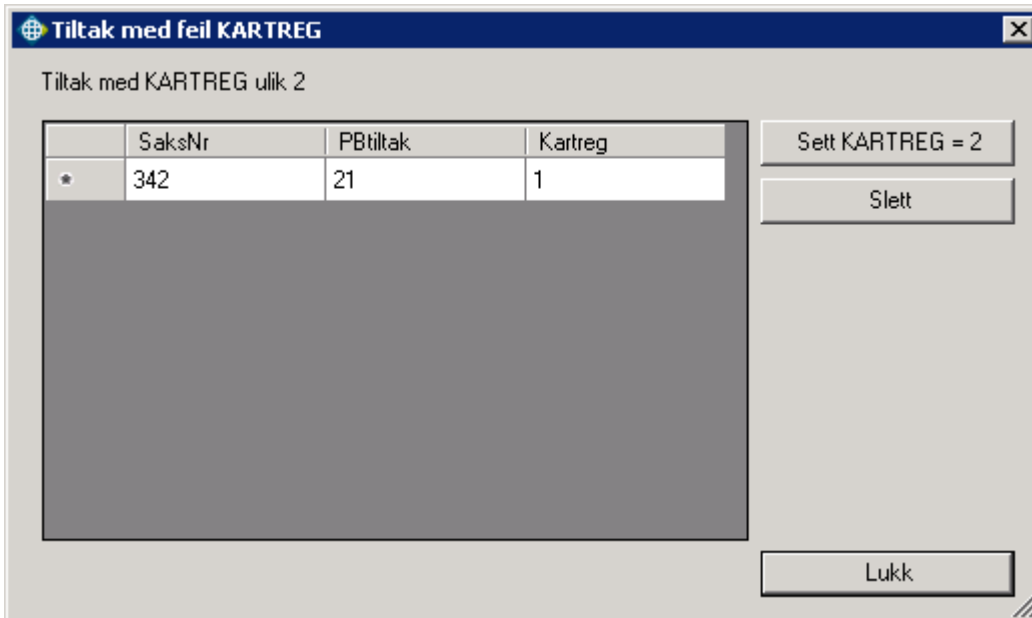 Tiltak med feil KARTREG
Tiltak med KARTREG ulik 2
SaksNr PBtiltak Kartreg
342 21 1
Sett KARTREG = 2
Slett
Lukk